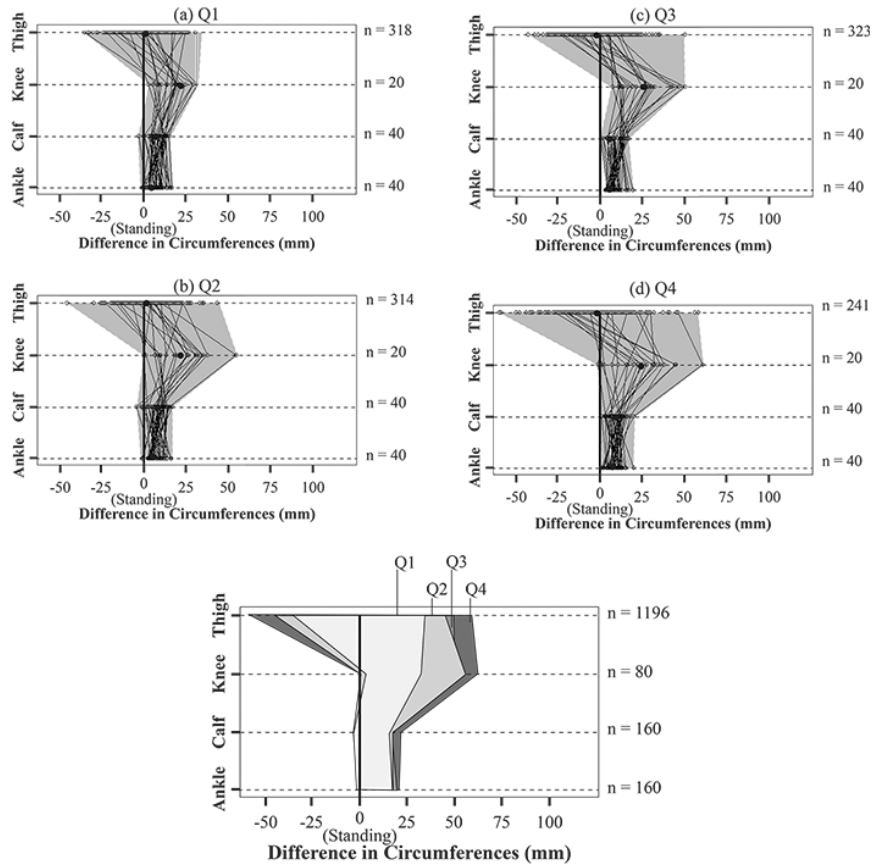 (a) Q1
Thigh
Knee
Calf
Ankle
n = 318
n = 20
n = 40
n = 40
-50 -25 0 25 50 75 100
(Standing)
Difference in Circumferences (mm)
(c) Q3
Thigh
Knee
Calf
Ankle
n = 323
n = 20
n = 40
n = 40
-50 -25 0 25 50 75 100
(Standing)
Difference in Circumferences (mm)
(b) Q2
Thigh
Knee
Calf
Ankle
n = 314
n = 20
n = 40
n = 40
-50 -25 0 25 50 75 100
(Standing)
Difference in Circumferences (mm)
(d) Q4
Thigh
Knee
Calf
Ankle
n = 241
n = 20
n = 40
n = 40
-50 -25 0 25 50 75 100
(Standing)
Difference in Circumferences (mm)
Q1 Q3
Q2 Q4
Thigh
Knee
Calf
Ankle
n = 1196
n = 80
n = 160
n = 160
-50 -25 0 25 50 75 100
(Standing)
Difference in Circumferences (mm)